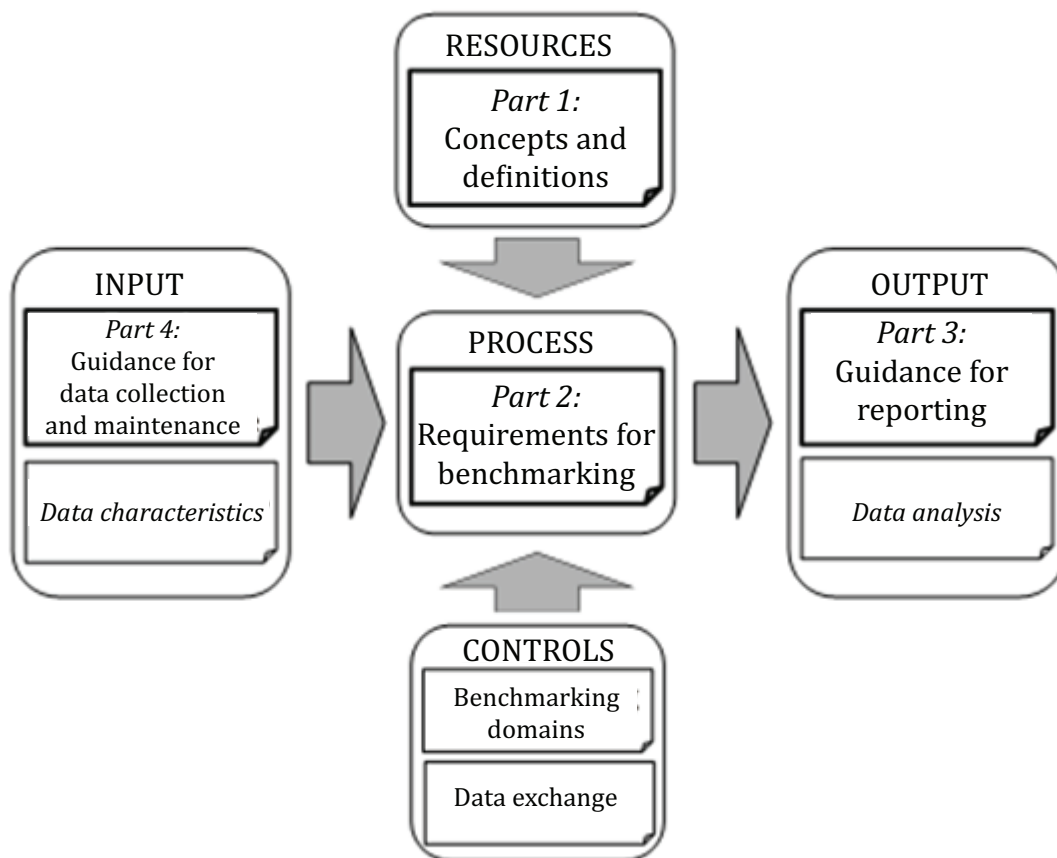 RESOURCES
Part 1:
Concepts and
definitions
INPUT
Part 4:
Guidance for
data collection
and maintenance
Data characteristics
PROCESS
Part 2:
Requirements for
benchmarking
OUTPUT
Part 3:
Guidance for
reporting
Data analysis
CONTROLS
Benchmarking
domains
Data exchange